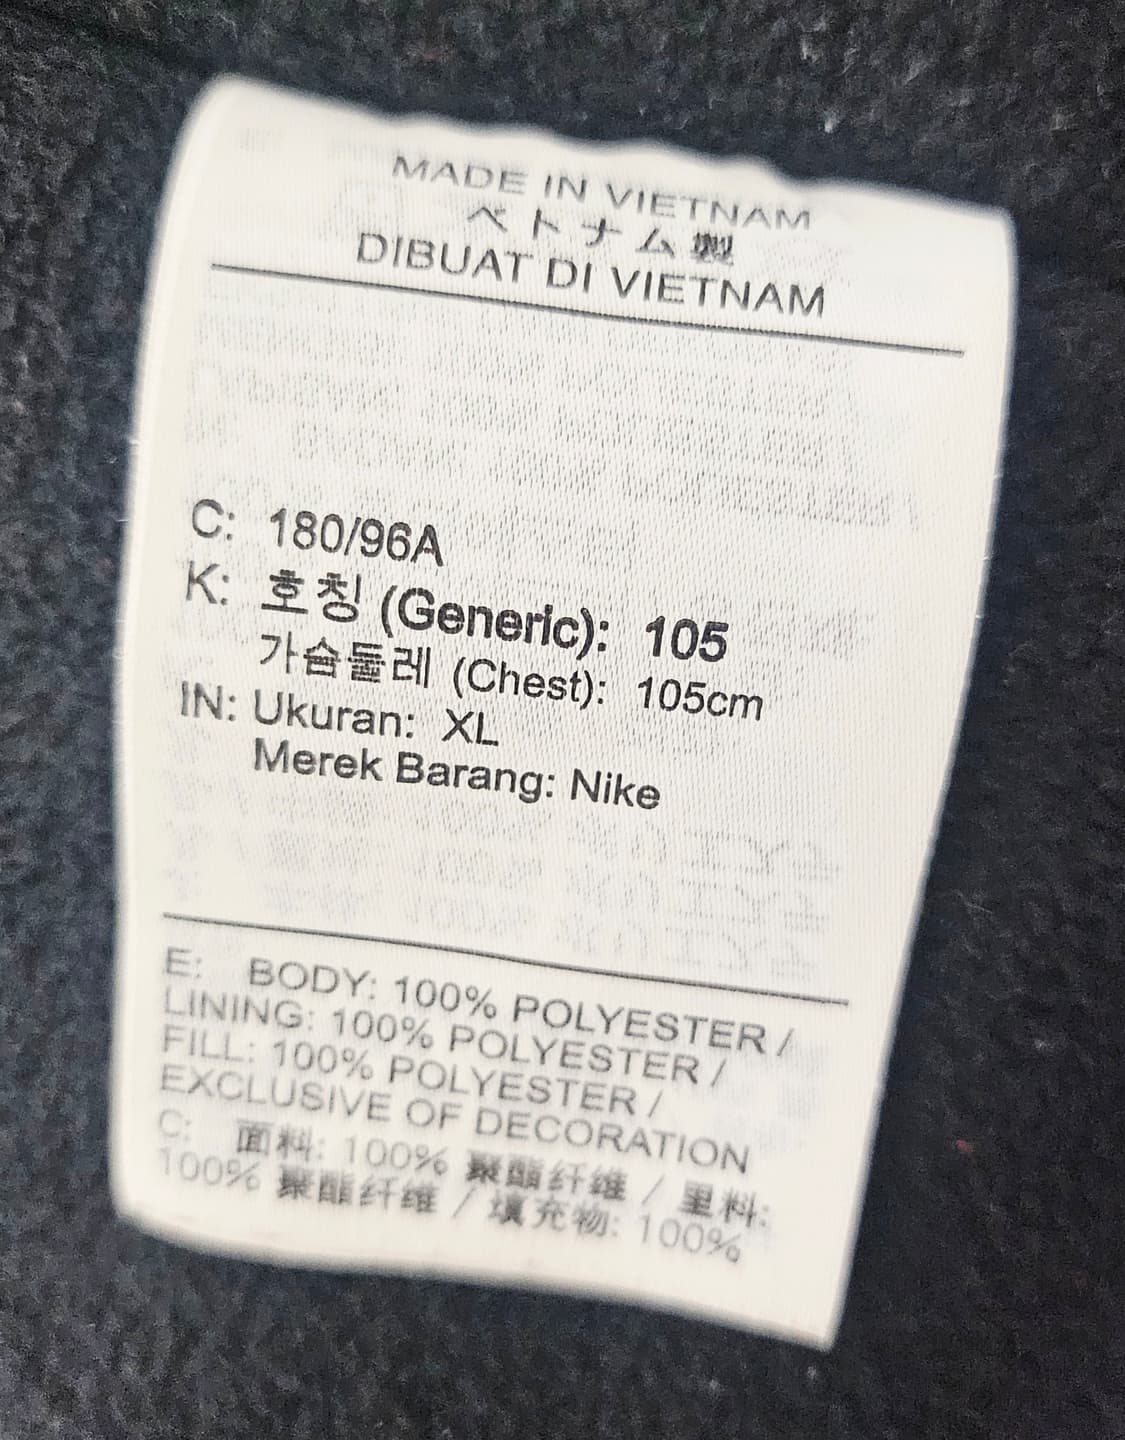 MADE IN VIETNAM
ベトナム製
DIBUAT DI VIETNAM
C: 180/96A
K: 호칭 (Generic): 105
가슴둘레 (Chest): 105cm
IN: Ukuran: XL
Merek Barang: Nike
E: BODY: 100% POLYESTER /
LINING: 100% POLYESTER /
FILL: 100% POLYESTER /
EXCLUSIVE OF DECORATION
C: 面料: 100% 聚酯纤维 / 里料:
100% 聚酯纤维 / 填充物: 100%